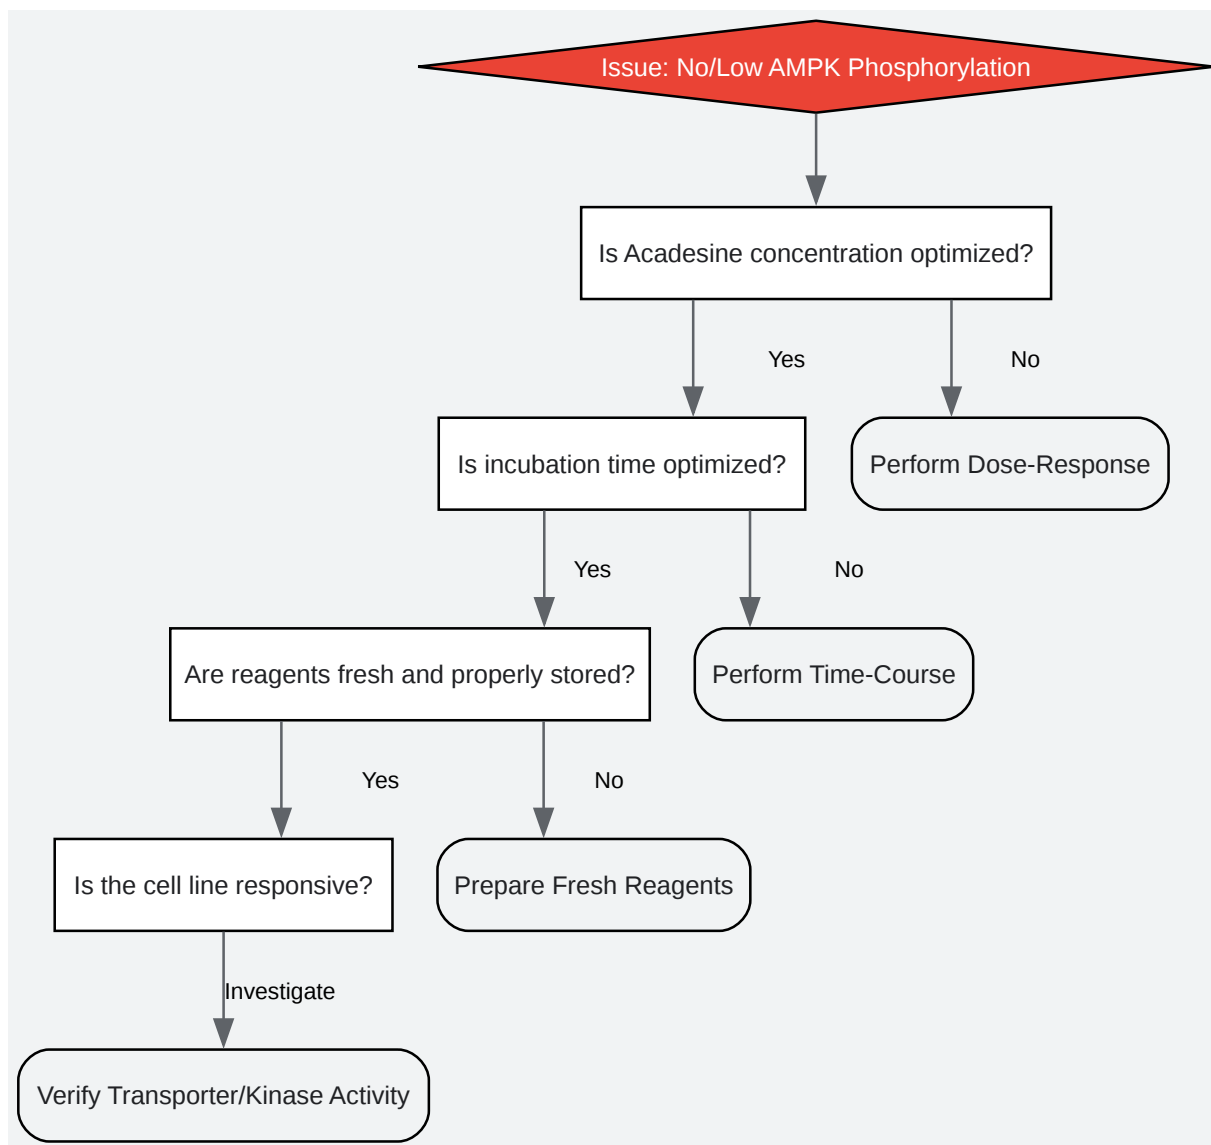 Issue: No/Low AMPK Phosphorylation
Is Acadesine concentration optimized?
Yes
No
Is incubation time optimized?
Perform Dose-Response
Yes
No
Are reagents fresh and properly stored?
Perform Time-Course
Yes
No
Is the cell line responsive?
Prepare Fresh Reagents
Investigate
Verify Transporter/Kinase Activity